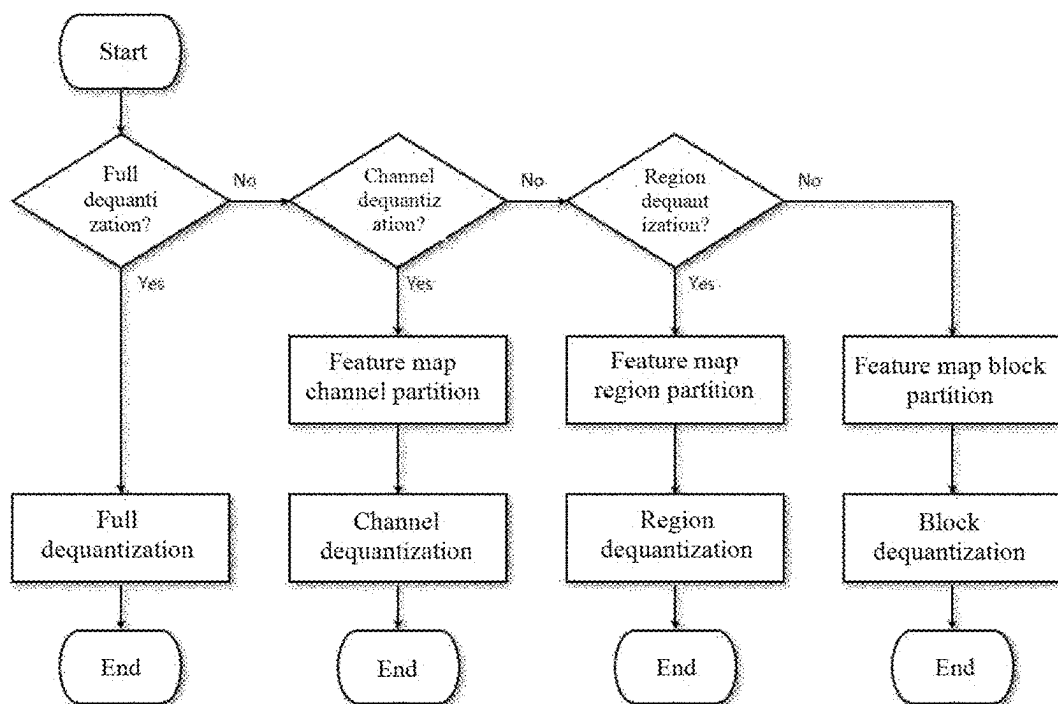 Start
Full
dequanti
zation?
No
Channel
dequantiz
ation?
No
Region
dequant
ization?
No
Yes
Yes
Yes
Feature map
channel partition
Feature map
region partition
Feature map block
partition
Full
dequantization
Channel
dequantization
Region
dequantization
Block
dequantization
End
End
End
End